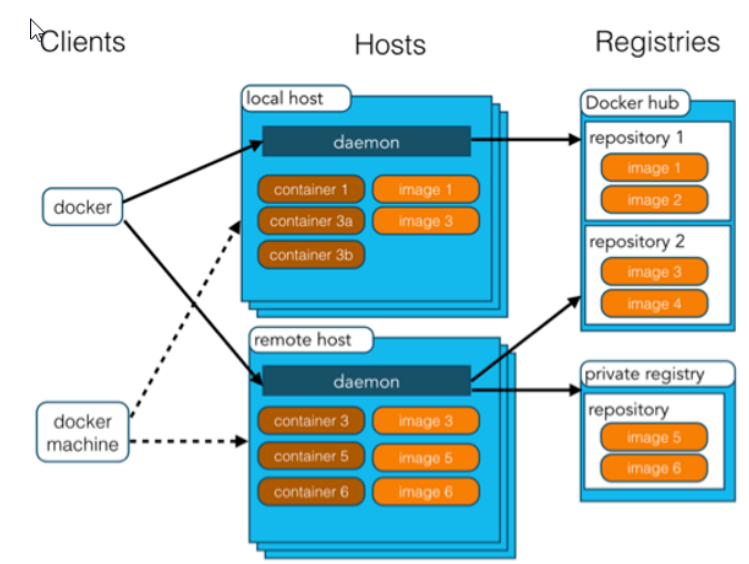 Clients
Hosts
Registries
local host
daemon
container 1
image 1
container 3a
image 3
container 3b
docker
docker
machine
remote host
daemon
container 3
image 3
container 5
image 5
container 6
image 6
Docker hub
repository 1
image 1
image 2
repository 2
image 3
image 4
private registry
repository
image 5
image 6